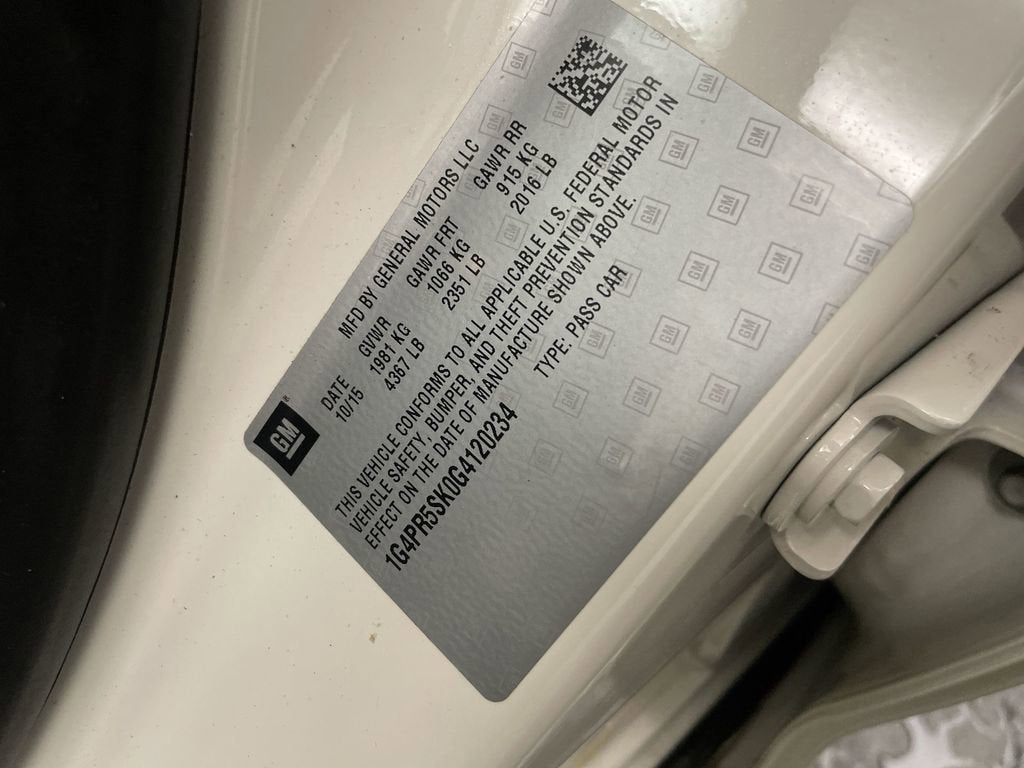 GM
MFD BY GENERAL MOTORS LLC
DATE GVWR GAWR FRT GAWR RR
10/15 1981 KG 1066 KG 915 KG
4367 LB 2351 LB 2016 LB
THIS VEHICLE CONFORMS TO ALL APPLICABLE U.S. FEDERAL MOTOR
VEHICLE SAFETY, BUMPER, AND THEFT PREVENTION STANDARDS IN
EFFECT ON THE DATE OF MANUFACTURE SHOWN ABOVE.
1G4PR5SK0G4120234 TYPE: PASS CAR